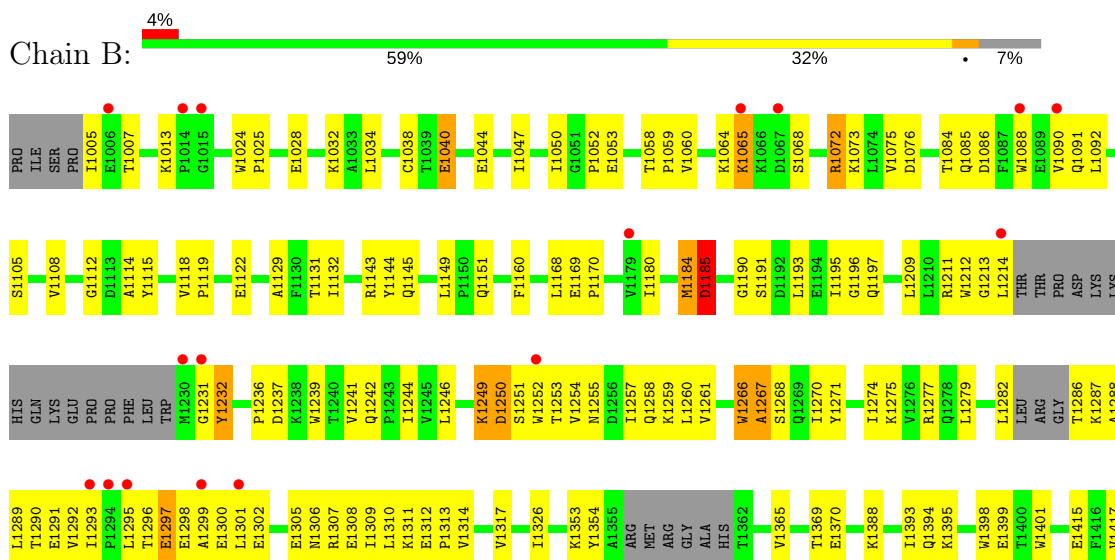 4%
Chain B:
59% 32% • 7%
PRO ILE SER PRO I1005 E1006 T1007 K1013 P1014 G1015 W1024 P1025 E1028 K1032 A1033 L1034 C1038 T1039 E1040 E1044 I1047 I1050 G1051 P1052 E1053 T1058 P1059 V1060 K1064 K1065 K1066 D1067 S1068 R1072 K1073 L1074 V1075 D1076 T1084 Q1085 D1086 F1087 W1088 E1089 V1090 Q1091 L1092
S1105 V1108 G1112 D1113 A1114 Y1115 V1118 P1119 E1122 A1129 F1130 T1131 I1132 R1143 Y1144 Q1145 L1149 P1150 Q1151 F1160 L1168 E1169 P1170 V1179 I1180 M1184 D1185 G1190 S1191 D1192 L1193 E1194 I1195 G1196 Q1197 L1209 L1210 R1211 W1212 G1213 L1214 THR THR PRO ASP LYS LYS
HIS GLN LYS GLU PRO PRO PHE LEU TRP M1230 G1231 Y1232 P1236 D1237 K1238 W1239 T1240 V1241 Q1242 P1243 I1244 V1245 L1246 K1249 D1250 S1251 W1252 T1253 V1254 N1255 D1256 I1257 Q1258 K1259 L1260 V1261 W1266 A1267 S1268 Q1269 I1270 Y1271 I1274 K1275 V1276 R1277 Q1278 L1279 L1282 LEU ARG GLY T1286 K1287 A1288
L1289 T1290 E1291 V1292 I1293 P1294 L1295 T1296 E1297 E1298 A1299 E1300 L1301 E1302 E1305 N1306 R1307 E1308 I1309 L1310 K1311 E1312 P1313 V1314 V1317 I1326 K1353 Y1354 A1355 ARG MET ARG GLY ALA HIS T1362 V1365 T1369 E1370 K1388 I1393 Q1394 K1395 W1398 E1399 T1400 W1401 E1415 F1416 V1417